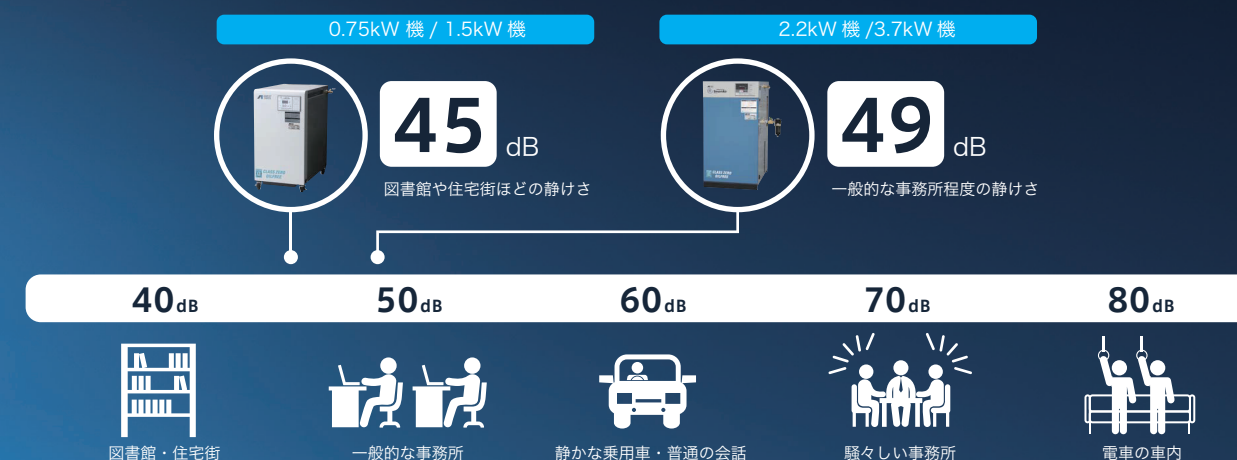 0.75kW 機 / 1.5kW 機
2.2kW 機 /3.7kW 機
45 dB
図書館や住宅街ほどの静けさ
49 dB
一般的な事務所程度の静けさ
40dB
50dB
60dB
70dB
80dB
図書館・住宅街
一般的な事務所
静かな乗用車・普通の会話
騒々しい事務所
電車の車内